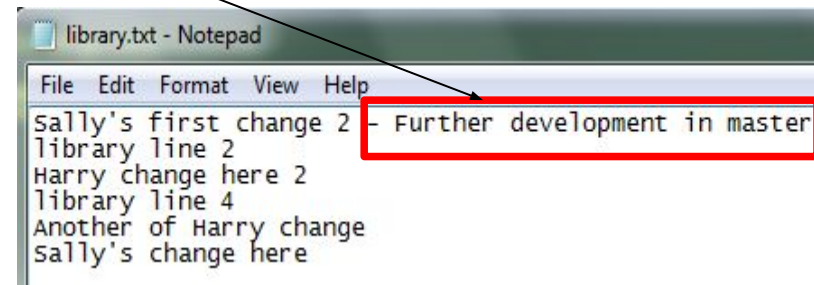 library.txt - Notepad
File Edit Format View Help
Sally's first change 2 - Further development in master
library line 2
Harry change here 2
library line 4
Another of Harry change
Sally's change here